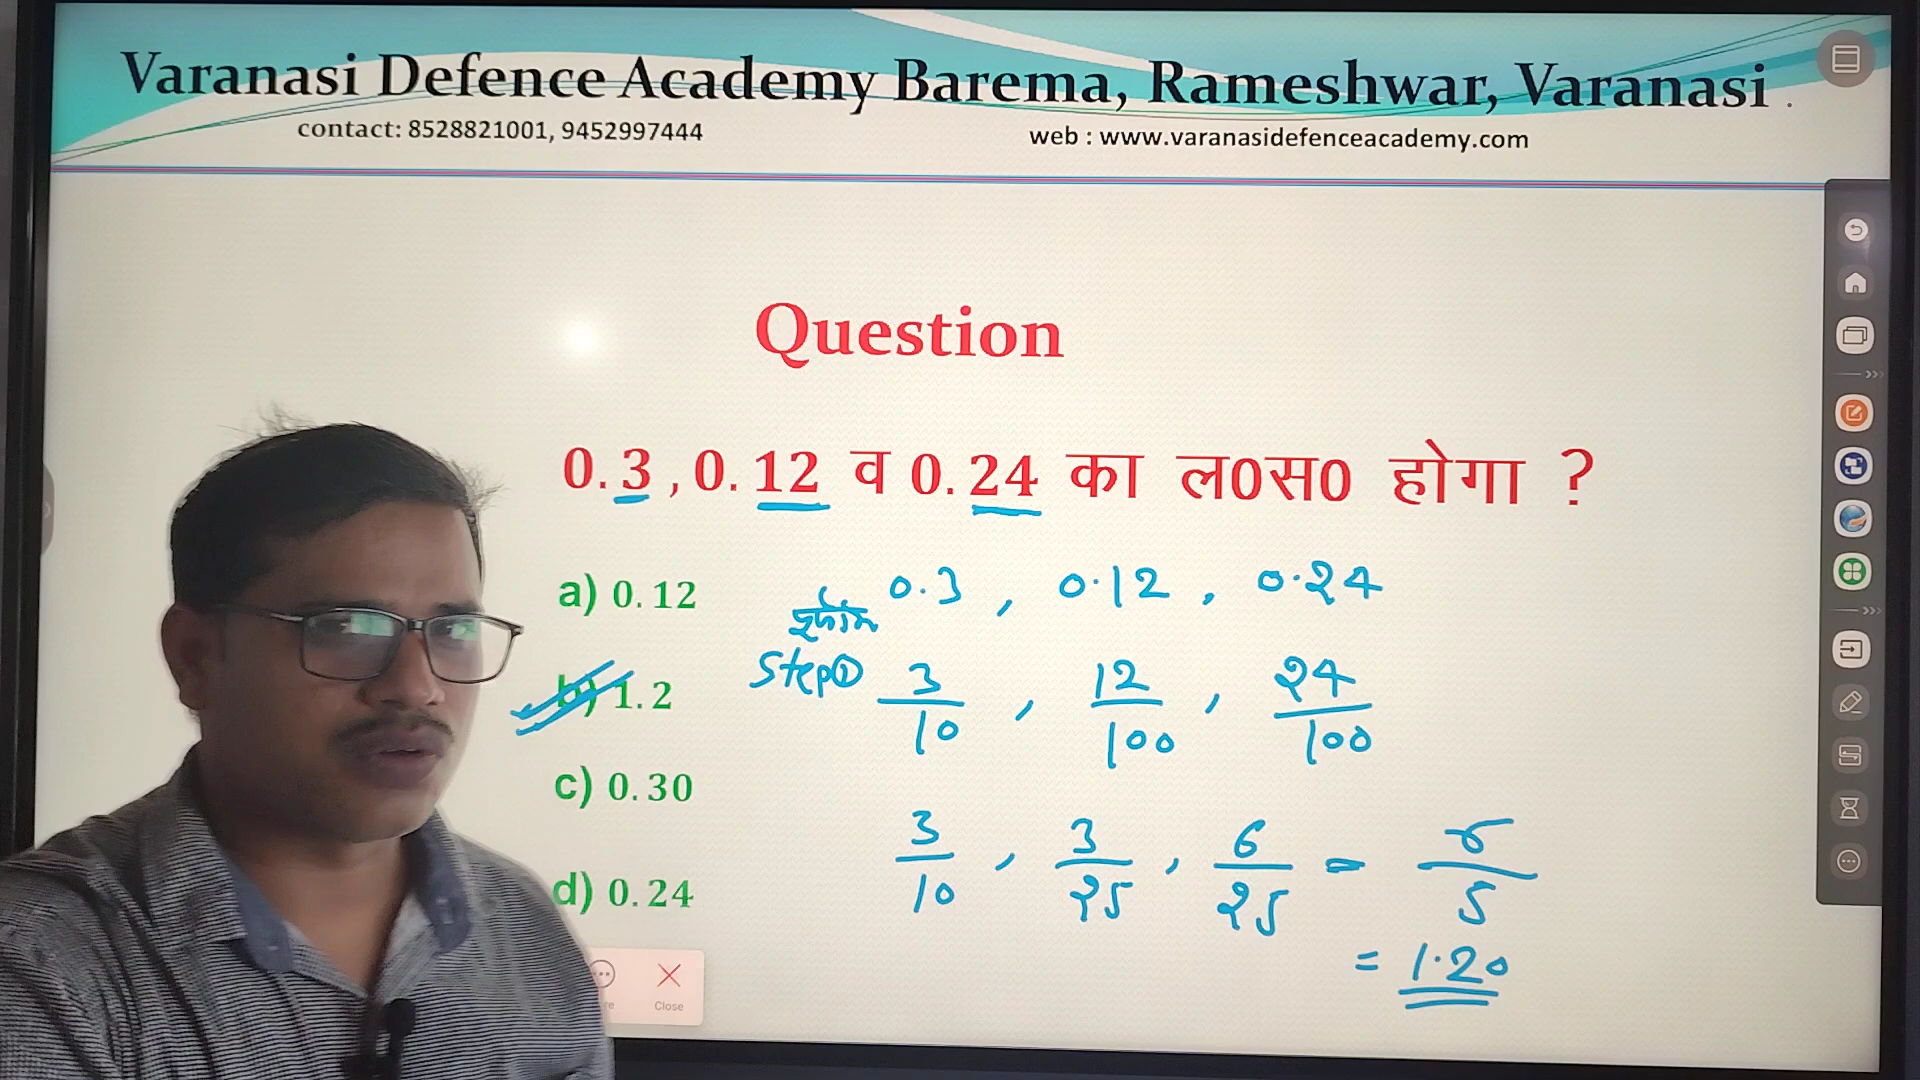 Varanasi Defence Academy Barema, Rameshwar, Varanasi .
contact: 8528821001, 9452997444
web : www.varanasidefenceacademy.com
Question
0.3 ,0. 12 व 0. 24 का ल0स0 होगा ?
a) 0. 12
b) 1. 2
c) 0. 30
d) 0. 24
0.3 , 0.12 , 0.24
Step①
3/10 , 12/100 , 24/100
3/10 , 3/25 , 6/25 = 6/5
= 1.20
Close